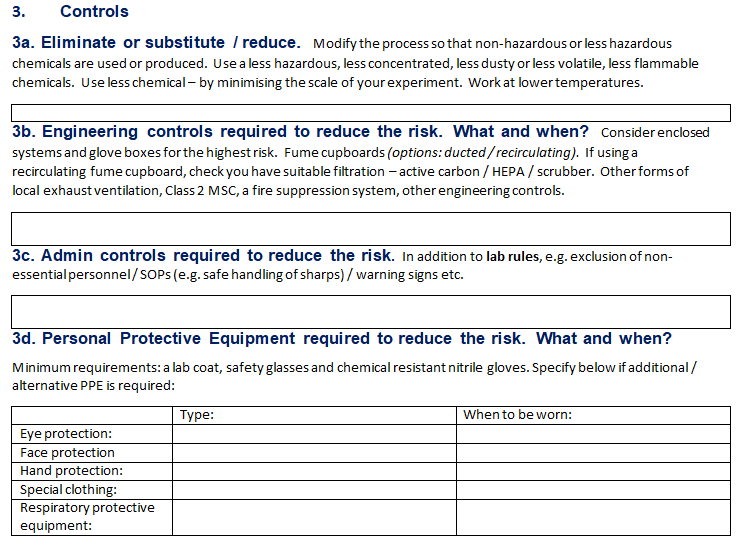 3. Controls
3a. Eliminate or substitute / reduce. Modify the process so that non-hazardous or less hazardous
chemicals are used or produced. Use a less hazardous, less concentrated, less dusty or less volatile, less flammable
chemicals. Use less chemical – by minimising the scale of your experiment. Work at lower temperatures.
3b. Engineering controls required to reduce the risk. What and when? Consider enclosed
systems and glove boxes for the highest risk. Fume cupboards (options: ducted / recirculating). If using a
recirculating fume cupboard, check you have suitable filtration – active carbon / HEPA / scrubber. Other forms of
local exhaust ventilation, Class 2 MSC, a fire suppression system, other engineering controls.
3c. Admin controls required to reduce the risk. In addition to lab rules, e.g. exclusion of non-
essential personnel / SOPs (e.g. safe handling of sharps) / warning signs etc.
3d. Personal Protective Equipment required to reduce the risk. What and when?
Minimum requirements: a lab coat, safety glasses and chemical resistant nitrile gloves. Specify below if additional /
alternative PPE is required:
Type: When to be worn:
Eye protection:
Face protection
Hand protection:
Special clothing:
Respiratory protective
equipment: